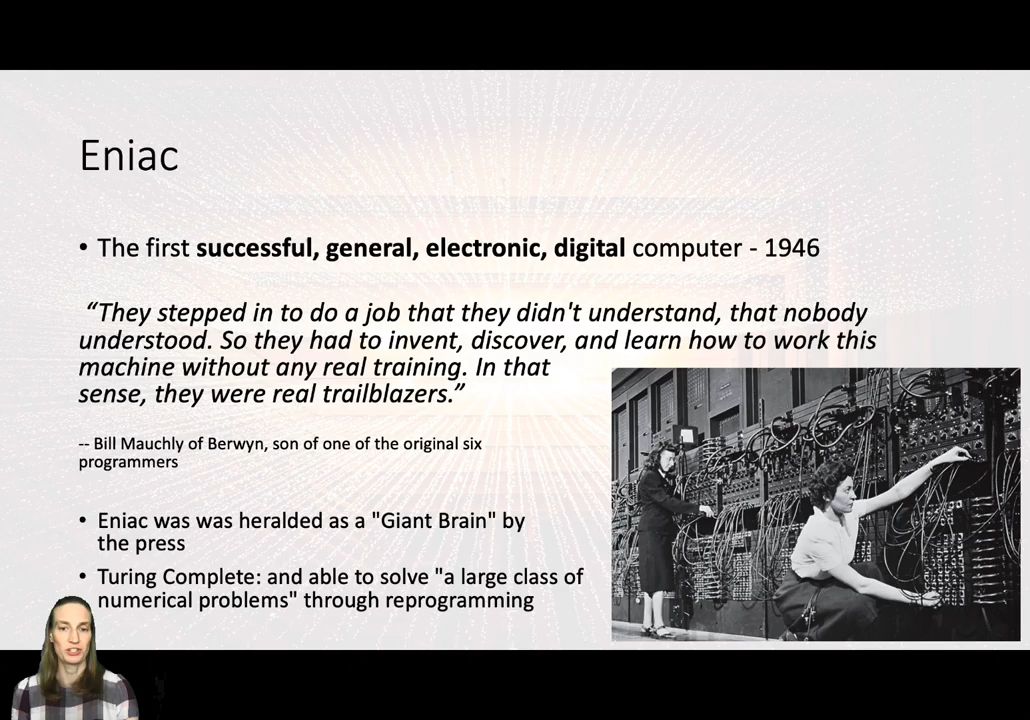 Eniac
• The first successful, general, electronic, digital computer - 1946
“They stepped in to do a job that they didn't understand, that nobody
understood. So they had to invent, discover, and learn how to work this
machine without any real training. In that
sense, they were real trailblazers.”
-- Bill Mauchly of Berwyn, son of one of the original six
programmers
• Eniac was was heralded as a "Giant Brain" by
the press
• Turing Complete: and able to solve "a large class of
numerical problems" through reprogramming